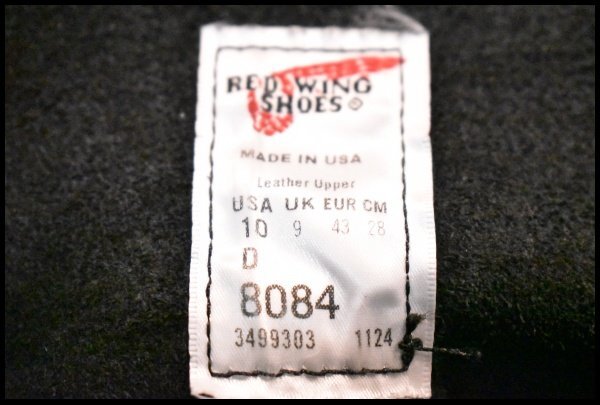 RED WING
SHOES
MADE IN USA
Leather Upper
USA UK EUR CM
10 9 43 28
D
8084
3499303 1124